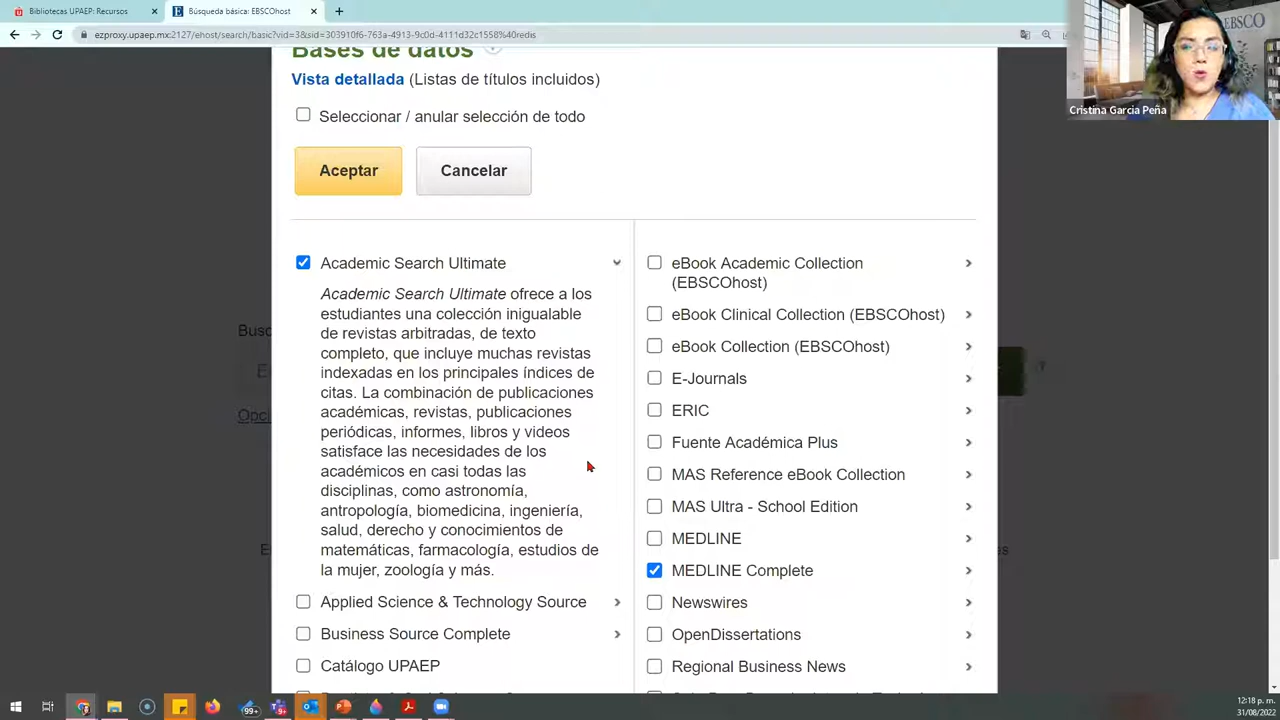 Bibliotecas UPAEP: Recursos
Búsqueda básica: EBSCOhost
ezproxy.upaep.mx:2127/ehost/search/basic?vid=3&sid=303910f6-763a-4913-9c0d-4111d32c1558%40redis
EBSCO
Cristina Garcia Peña
Bases de datos
Vista detallada (Listas de títulos incluidos)
Seleccionar / anular selección de todo
Aceptar
Cancelar
Academic Search Ultimate
Academic Search Ultimate ofrece a los
estudiantes una colección inigualable
de revistas arbitradas, de texto
completo, que incluye muchas revistas
indexadas en los principales índices de
citas. La combinación de publicaciones
académicas, revistas, publicaciones
periódicas, informes, libros y videos
satisface las necesidades de los
académicos en casi todas las
disciplinas, como astronomía,
antropología, biomedicina, ingeniería,
salud, derecho y conocimientos de
matemáticas, farmacología, estudios de
la mujer, zoología y más.
Applied Science & Technology Source
Business Source Complete
Catálogo UPAEP
eBook Academic Collection
(EBSCOhost)
eBook Clinical Collection (EBSCOhost)
eBook Collection (EBSCOhost)
E-Journals
ERIC
Fuente Académica Plus
MAS Reference eBook Collection
MAS Ultra - School Edition
MEDLINE
MEDLINE Complete
Newswires
OpenDissertations
Regional Business News
Busc
Opci
99+
12:18 p. m.
31/08/2022